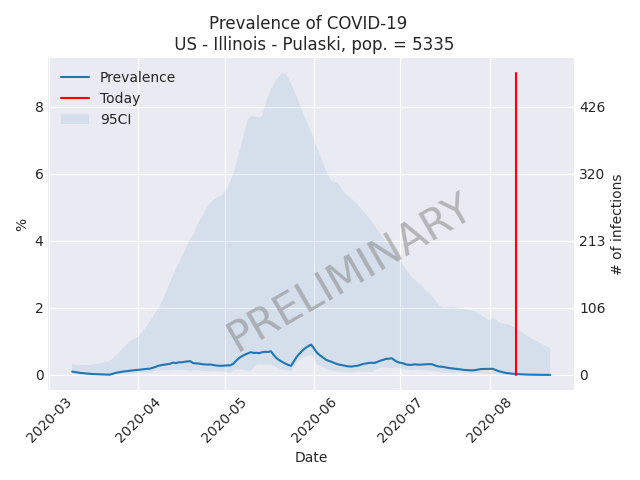 Prevalence of COVID-19
US - Illinois - Pulaski, pop. = 5335
Prevalence
Today
95CI
8
6
4
2
0
%
426
320
213
106
0
# of infections
PRELIMINARY
2020-03
2020-04
2020-05
2020-06
2020-07
2020-08
Date